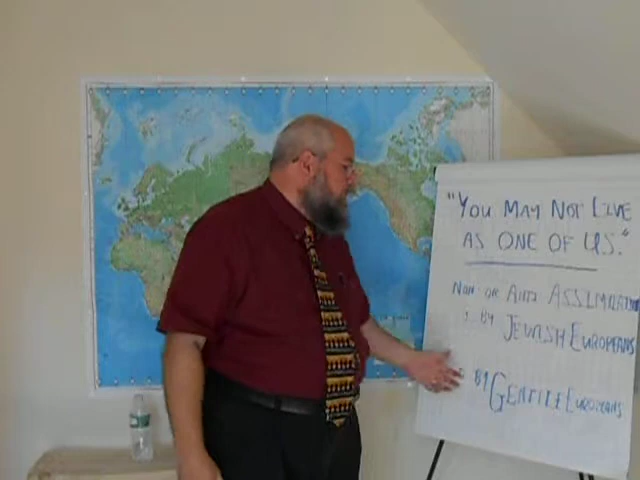 "YOU MAY NOT LIVE
AS ONE OF US."
NON OR ANTI ASSIMILATION
BY JEWISH EUROPEANS
BY GENTILE EUROPEANS